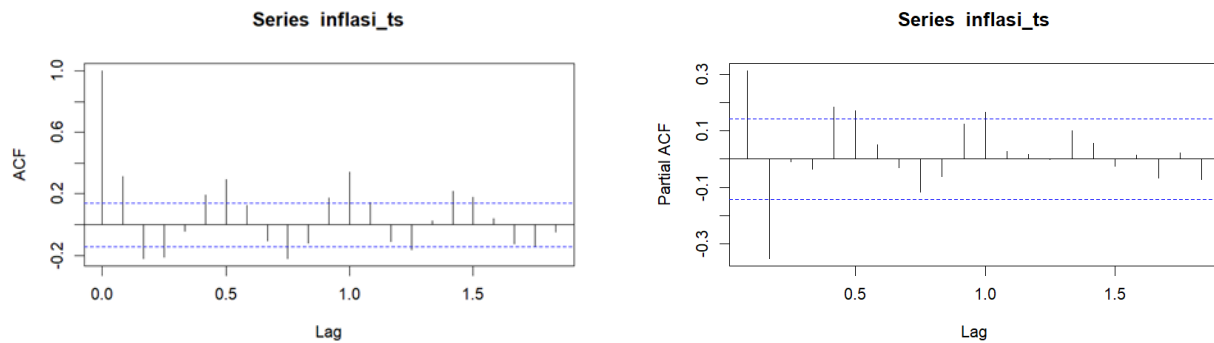 Series inflasi_ts
ACF
1.0
0.6
0.2
-0.2
0.0 0.5 1.0 1.5
Lag
Series inflasi_ts
Partial ACF
0.3
0.1
-0.1
-0.3
0.5 1.0 1.5
Lag